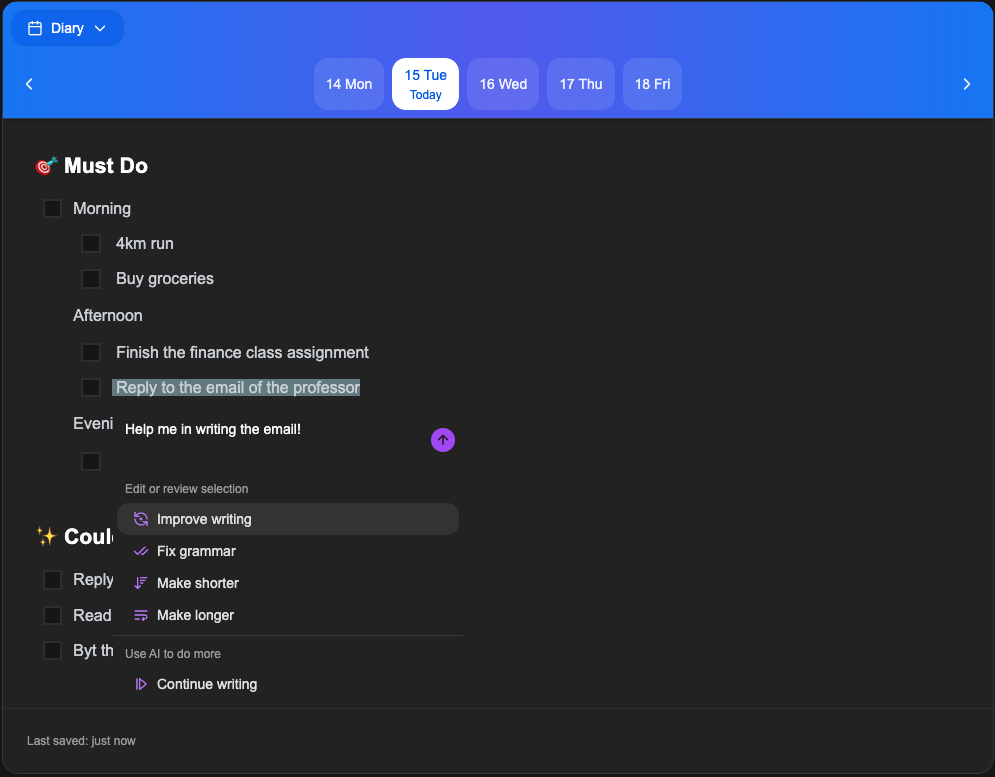 Diary
14 Mon
15 Tue
Today
16 Wed
17 Thu
18 Fri
Must Do
Morning
4km run
Buy groceries
Afternoon
Finish the finance class assignment
Reply to the email of the professor
Eveni
Help me in writing the email!
Edit or review selection
Improve writing
Coul
Fix grammar
Reply
Make shorter
Read
Make longer
Byt th
Use AI to do more
Continue writing
Last saved: just now